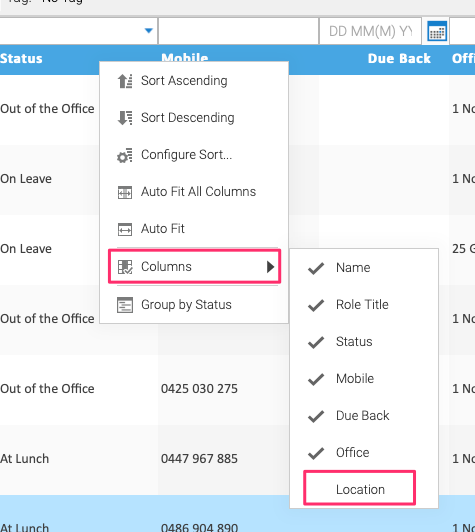 Tag: No Tag
DD MM(M) YY
Status Mobile Due Back Offi
Sort Ascending
Out of the Office 1 No
Sort Descending
Configure Sort...
On Leave 1 No
Auto Fit All Columns
Auto Fit
On Leave 25 G
Columns
Name
Group by Status Role Title
Out of the Office 1 No
Status
Mobile
Out of the Office 0425 030 275 1 No
Due Back
Office
At Lunch 0447 967 885 1 No
Location
At Lunch 0486 904 890 1 No